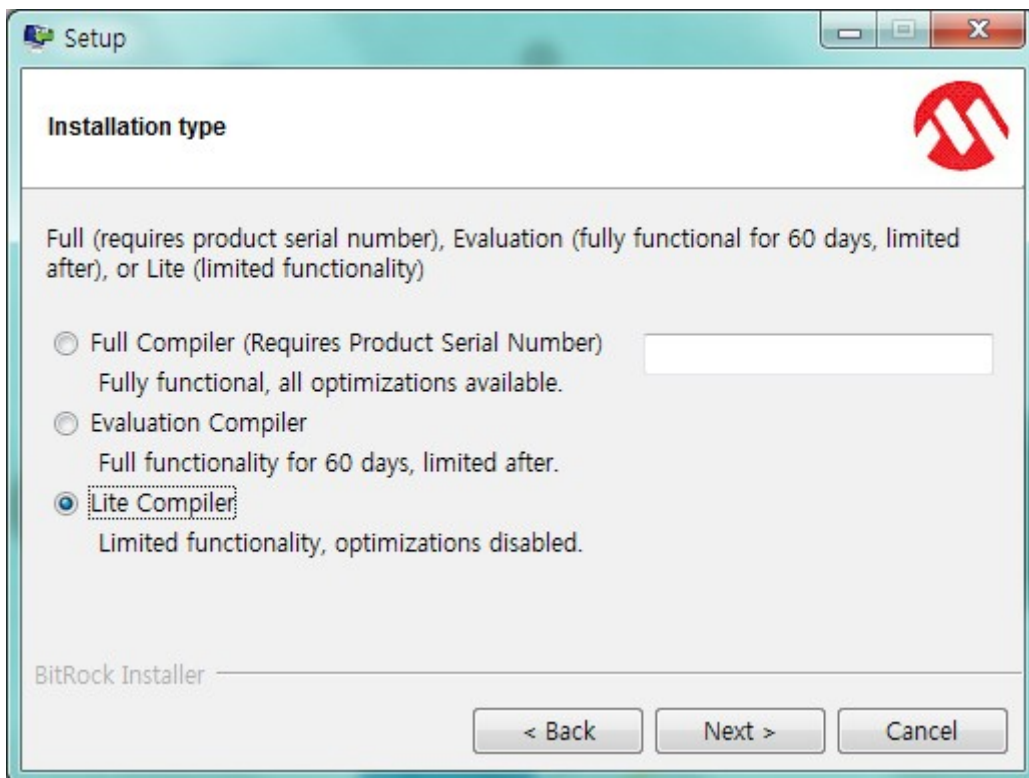 Setup
Installation type
Full (requires product serial number), Evaluation (fully functional for 60 days, limited
after), or Lite (limited functionality)
Full Compiler (Requires Product Serial Number)
Fully functional, all optimizations available.
Evaluation Compiler
Full functionality for 60 days, limited after.
Lite Compiler
Limited functionality, optimizations disabled.
BitRock Installer
< Back Next > Cancel